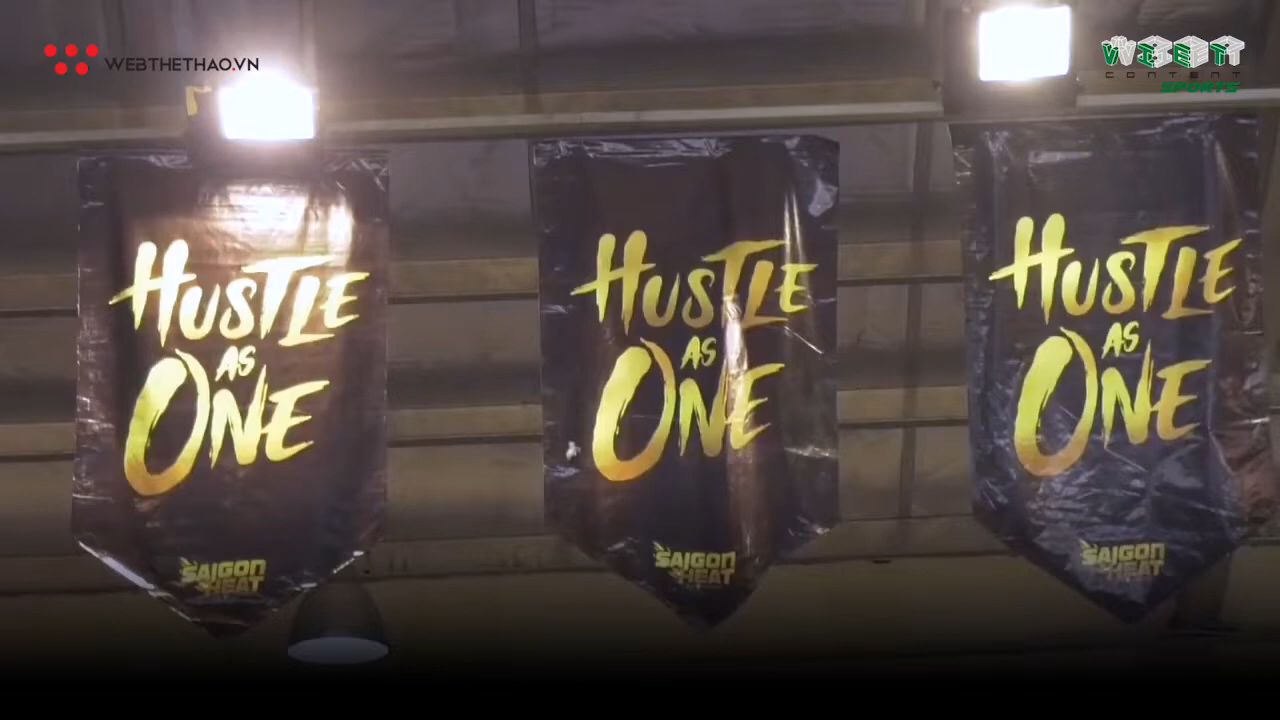 WEBTHETHAO.VN
VIET
CONTENT
SPORTS
HUSTLE
AS
ONE
SAIGON
HEAT
HUSTLE
AS
ONE
SAIGON
HEAT
HUSTLE
AS
ONE
SAIGON
HEAT